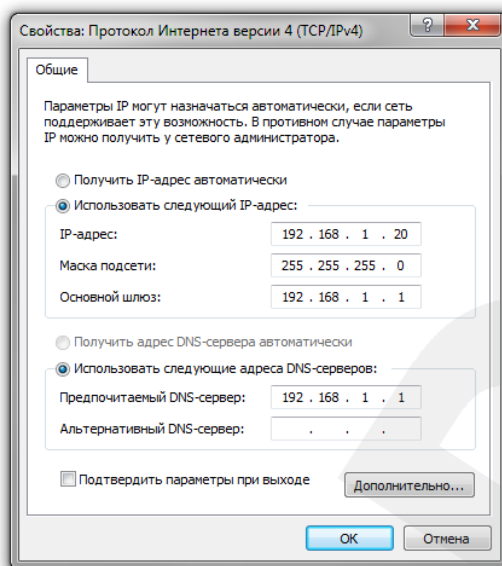 Свойства: Протокол Интернета версии 4 (TCP/IPv4)
Общие
Параметры IP могут назначаться автоматически, если сеть
поддерживает эту возможность. В противном случае параметры
IP можно получить у сетевого администратора.
Получить IP-адрес автоматически
Использовать следующий IP-адрес:
IP-адрес: 192 . 168 . 1 . 20
Маска подсети: 255 . 255 . 255 . 0
Основной шлюз: 192 . 168 . 1 . 1
Получить адрес DNS-сервера автоматически
Использовать следующие адреса DNS-серверов:
Предпочитаемый DNS-сервер: 192 . 168 . 1 . 1
Альтернативный DNS-сервер: . . .
Подтвердить параметры при выходе Дополнительно...
OK Отмена